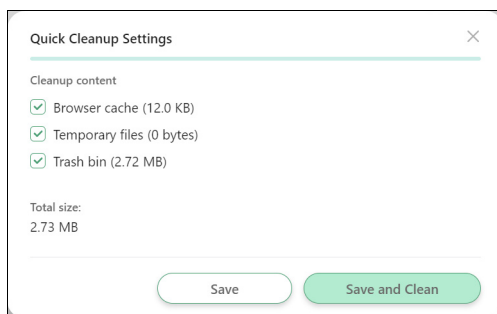 Quick Cleanup Settings
Cleanup content
Browser cache (12.0 KB)
Temporary files (0 bytes)
Trash bin (2.72 MB)
Total size:
2.73 MB
Save
Save and Clean